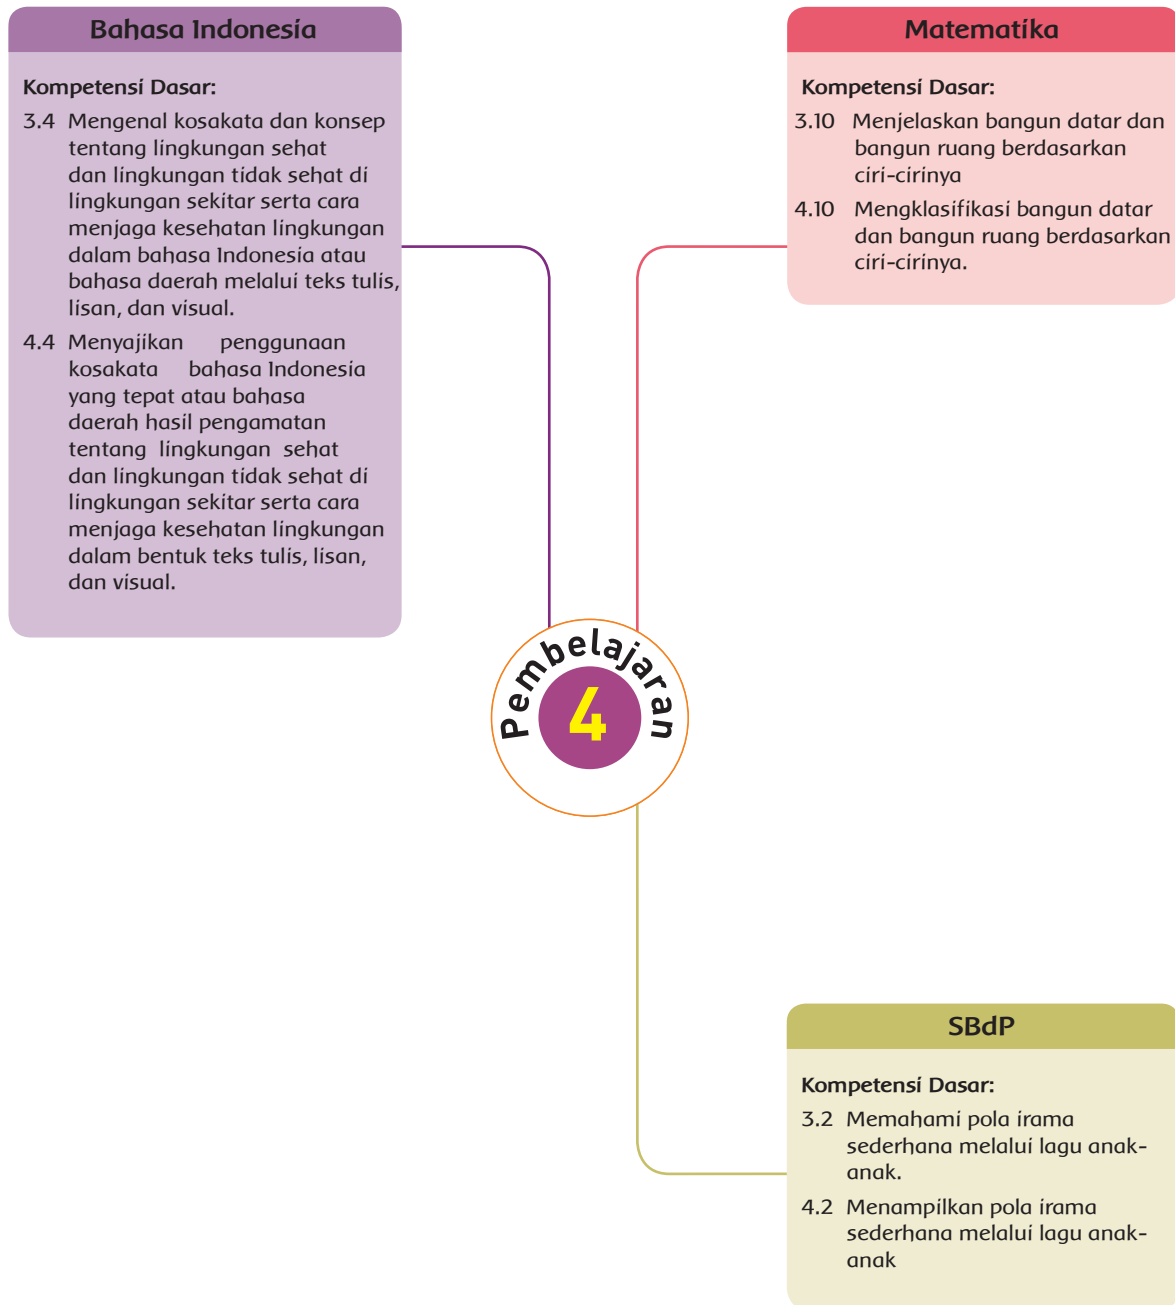 Bahasa Indonesia
Kompetensi Dasar:
3.4 Mengenal kosakata dan konsep
tentang lingkungan sehat
dan lingkungan tidak sehat di
lingkungan sekitar serta cara
menjaga kesehatan lingkungan
dalam bahasa Indonesia atau
bahasa daerah melalui teks tulis,
lisan, dan visual.
4.4 Menyajikan penggunaan
kosakata bahasa Indonesia
yang tepat atau bahasa
daerah hasil pengamatan
tentang lingkungan sehat
dan lingkungan tidak sehat di
lingkungan sekitar serta cara
menjaga kesehatan lingkungan
dalam bentuk teks tulis, lisan,
dan visual.
Matematika
Kompetensi Dasar:
3.10 Menjelaskan bangun datar dan
bangun ruang berdasarkan
ciri-cirinya
4.10 Mengklasifikasi bangun datar
dan bangun ruang berdasarkan
ciri-cirinya.
Pembelajaran
4
SBdP
Kompetensi Dasar:
3.2 Memahami pola irama
sederhana melalui lagu anak-
anak.
4.2 Menampilkan pola irama
sederhana melalui lagu anak-
anak